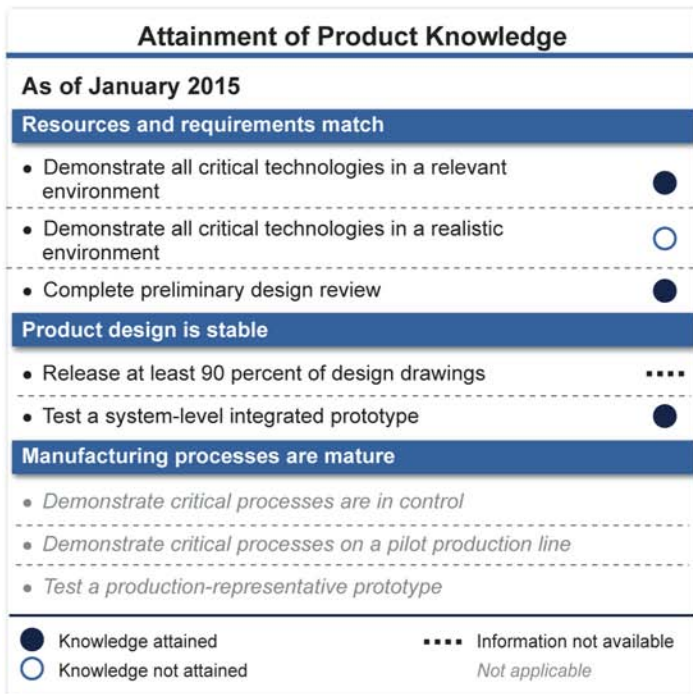 Attainment of Product Knowledge
As of January 2015
Resources and requirements match
• Demonstrate all critical technologies in a relevant
environment
• Demonstrate all critical technologies in a realistic
environment
• Complete preliminary design review
Product design is stable
• Release at least 90 percent of design drawings
• Test a system-level integrated prototype
Manufacturing processes are mature
• Demonstrate critical processes are in control
• Demonstrate critical processes on a pilot production line
• Test a production-representative prototype
Knowledge attained
Information not available
Knowledge not attained
Not applicable